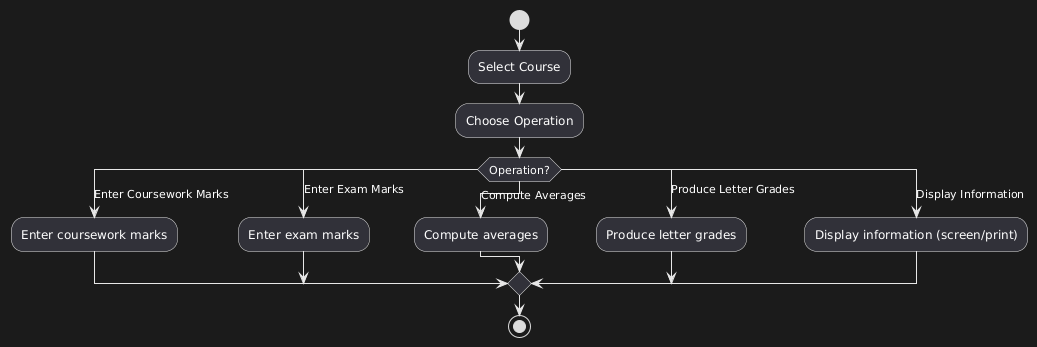 Select Course
Choose Operation
Operation?
Enter Coursework Marks
Enter Exam Marks
Compute Averages
Produce Letter Grades
Display Information
Enter coursework marks
Enter exam marks
Compute averages
Produce letter grades
Display information (screen/print)